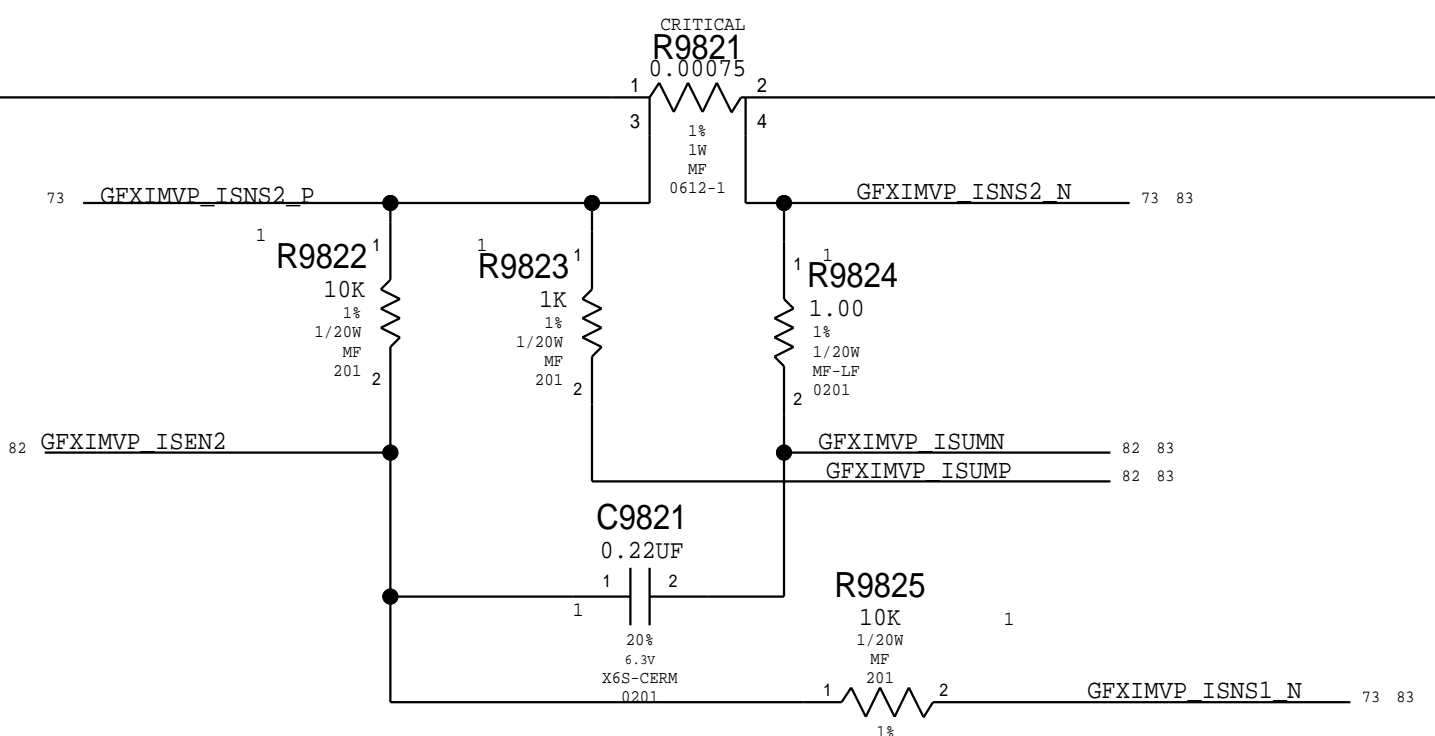 CRITICAL
R9821
0.00075
1 2
3 4
1%
1W
MF
0612-1
73 GFXIMVP_ISNS2_P
GFXIMVP_ISNS2_N 73 83
1
R9822 1
10K
1%
1/20W
MF
201 2
1
R9823 1
1K
1%
1/20W
MF
201 2
1 1
R9824
1.00
1%
1/20W
MF-LF
0201
2
82 GFXIMVP_ISEN2
GFXIMVP_ISUMN 82 83
GFXIMVP_ISUMP 82 83
C9821
0.22UF
1 2
1
20%
6.3V
X6S-CERM
0201
R9825
10K 1
1/20W
MF
201
1 2
1%
GFXIMVP_ISNS1_N 73 83